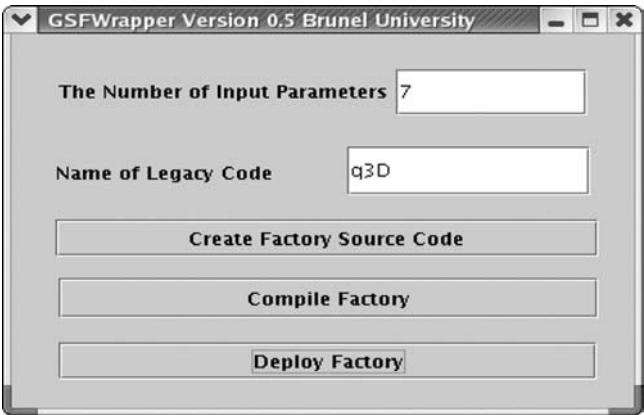 GSFWrapper Version 0.5 Brunel University
The Number of Input Parameters 7
Name of Legacy Code q3D
Create Factory Source Code
Compile Factory
Deploy Factory